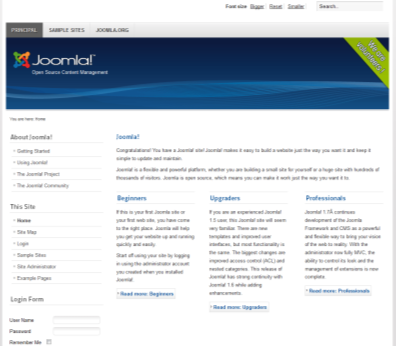 Font size Bigger Reset Smaller Search...
PRINCIPAL SAMPLE SITES JOOMLA.ORG
Joomla!
Open Source Content Management
We are Volunteers
You are here: Home
About Joomla!
Getting Started
Using Joomla!
The Joomla! Project
The Joomla! Community
This Site
Home
Site Map
Login
Sample Sites
Site Administrator
Example Pages
Login Form
User Name
Password
Remember Me
Joomla!
Congratulations! You have a Joomla! site! Joomla! makes it easy to build a website just the way you want it and keep it
simple to update and maintain.
Joomla! is a flexible and powerful platform, whether you are building a small site for yourself or a huge site with hundreds of
thousands of visitors. Joomla is open source, which means you can make it work just the way you want it to.
Beginners
If this is your first Joomla site or
your first web site, you have come
to the right place. Joomla will help
you get your website up and running
quickly and easily.
Start off using your site by logging
in using the administrator account
you created when you installed
Joomla!
Read more: Beginners
Upgraders
If you are an experienced Joomla!
1.5 user, this Joomla site will seem
very familiar. There are new
templates and improved user
interfaces, but most functionality is
the same. The biggest changes are
improved access control (ACL) and
nested categories. This release of
Joomla! has strong continuity with
Joomla! 1.6 while adding
enhancements.
Read more: Upgraders
Professionals
Joomla! 1.7Â continues
development of the Joomla
Framework and CMS as a powerful
and flexible way to bring your vision
of the web to reality. With the
administrator now fully MVC, the
ability to control its look and the
management of extensions is now
complete.
Read more: Professionals